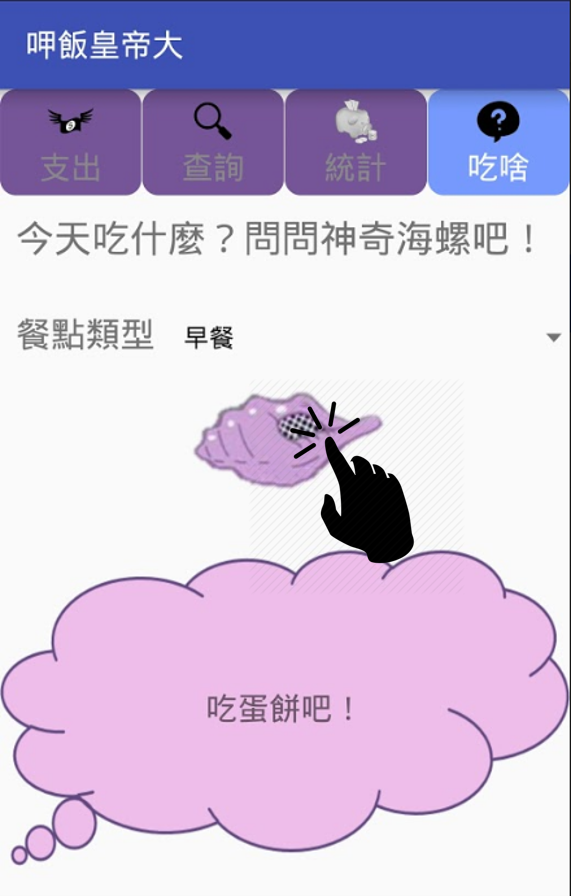 呷飯皇帝大
支出 查詢 統計 吃啥
今天吃什麼？問問神奇海螺吧！
餐點類型 早餐
吃蛋餅吧！